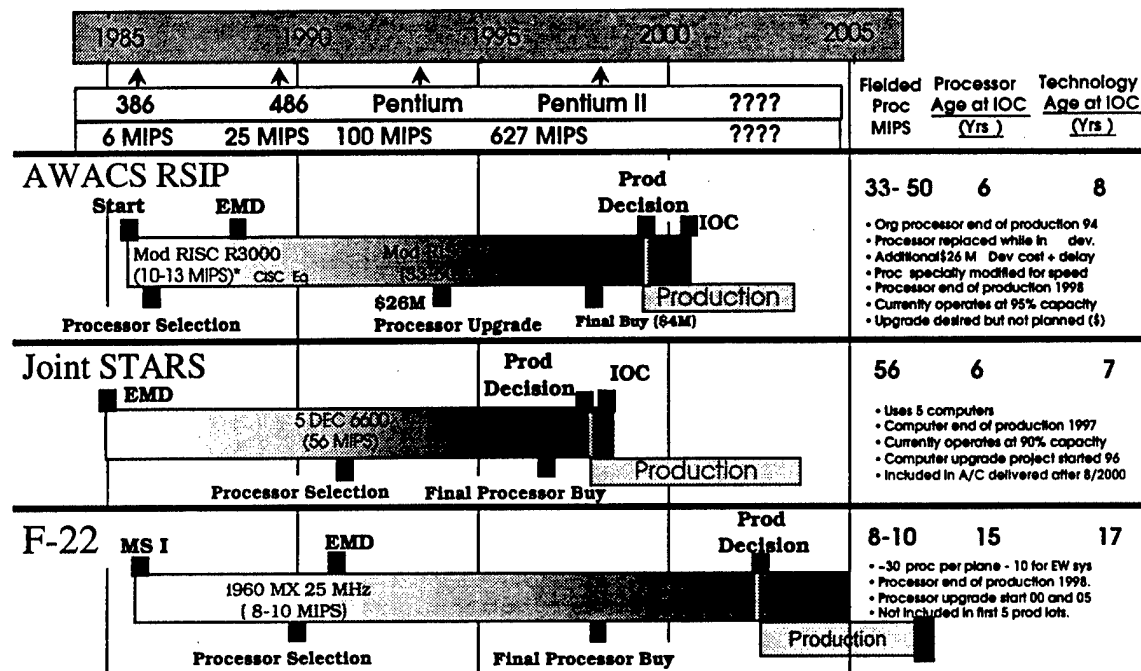 1985 1990 1995 2000 2005
386 486 Pentium Pentium II ????
6 MIPS 25 MIPS 100 MIPS 627 MIPS ????
Fielded Proc MIPS
Processor Age at IOC (Yrs )
Technology Age at IOC (Yrs )
AWACS RSIP
Start
EMD
Prod Decision
IOC
Mod RISC R3000
(10-13 MIPS)* CISC Eq
Mod
$26M
Production
Processor Selection
Processor Upgrade
Final Buy ($4M)
33- 50 6 8
• Org processor end of production 94
• Processor replaced while in dev.
• Additional $26 M Dev cost + delay
• Proc specially modified for speed
• Processor end of production 1998
• Currently operates at 95% capacity
• Upgrade desired but not planned ($)
Joint STARS
EMD
Prod Decision
IOC
5 DEC 6600
(56 MIPS)
Production
Processor Selection
Final Processor Buy
56 6 7
• Uses 5 computers
• Computer end of production 1997
• Currently operates at 90% capacity
• Computer upgrade project started 96
• Included in A/C delivered after 8/2000
F-22
MS I
EMD
Prod Decision
1960 MX 25 MHz
( 8-10 MIPS)
Production
Processor Selection
Final Processor Buy
8-10 15 17
• ~30 proc per plane - 10 for EW sys
• Processor end of production 1998.
• Processor upgrade start 00 and 05
• Not included in first 5 prod lots.